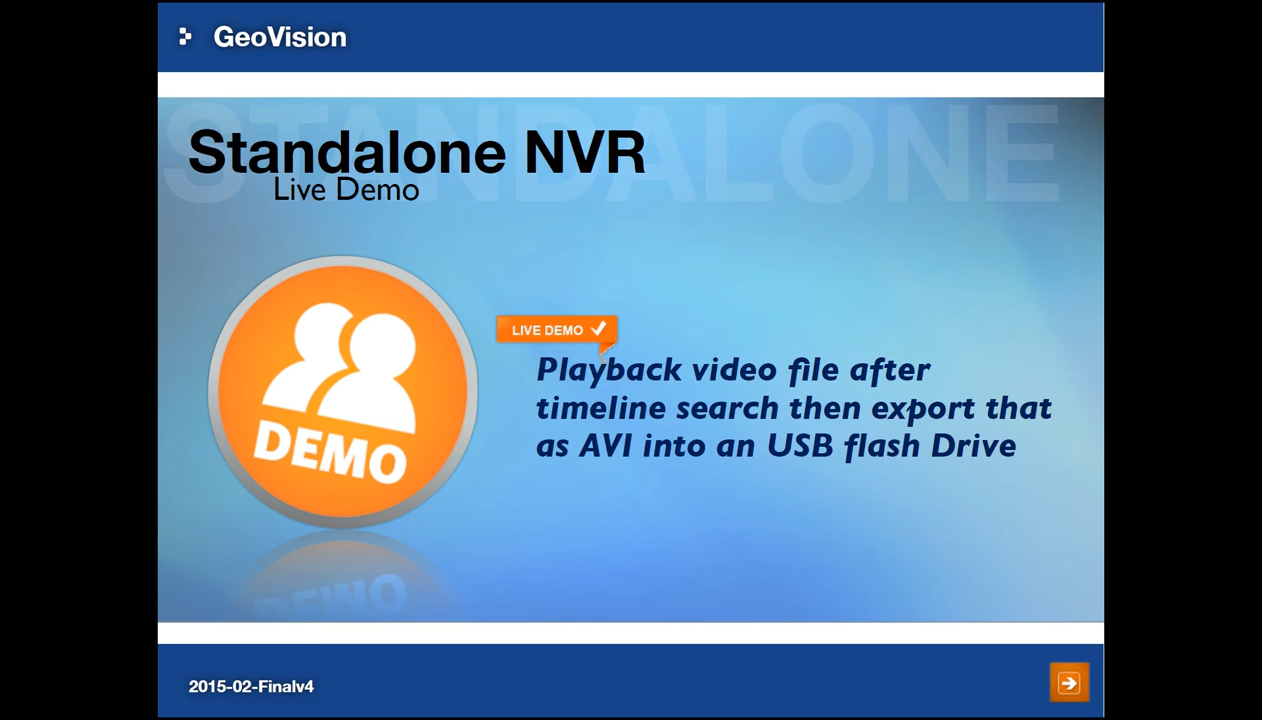 GeoVision
STANDALONE
Standalone NVR
Live Demo
LIVE DEMO
Playback video file after
timeline search then export that
as AVI into an USB flash Drive
DEMO
DEMO
2015-02-Finalv4